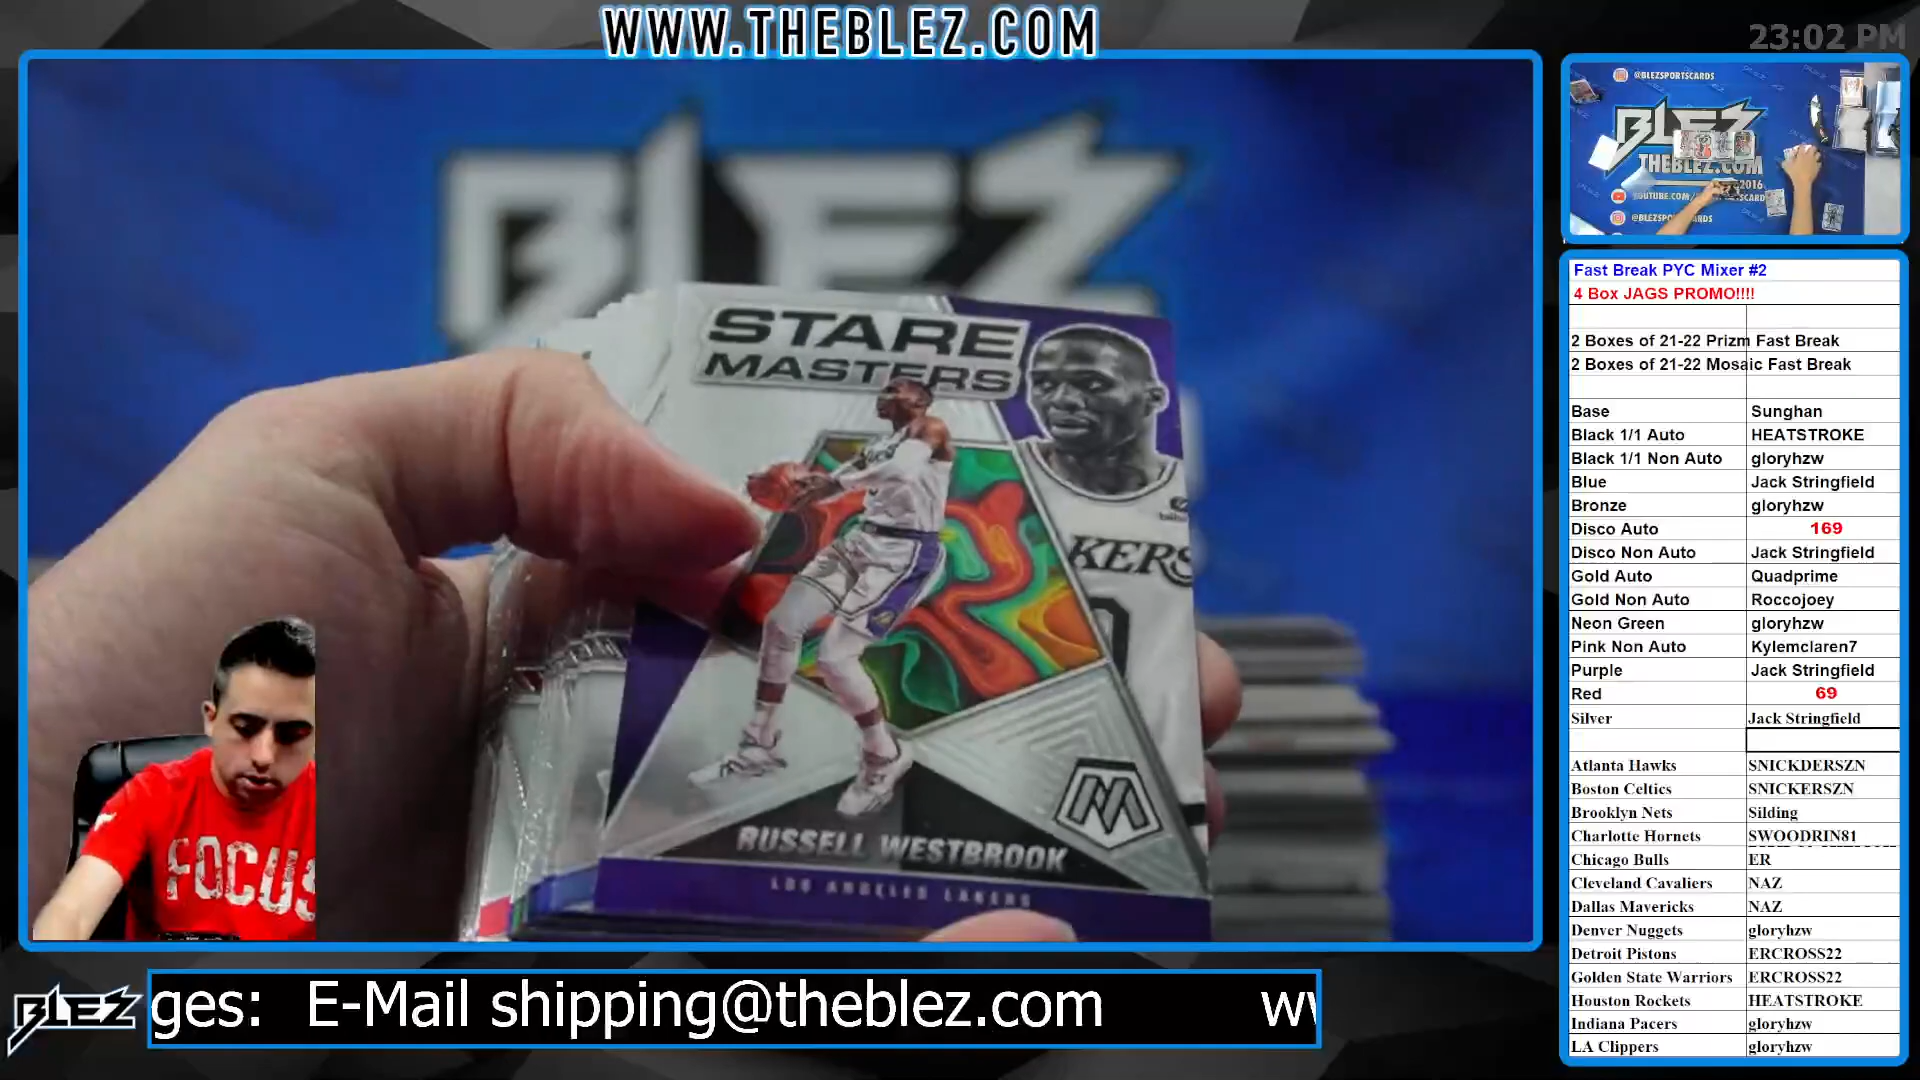 WWW.THEBLEZ.COM
23:02 PM
BLEZ
STARE
MASTERS
KERS
RUSSELL WESTBROOK
LOS ANGELES LAKERS
FOCUS
@BLEZSPORTSCARDS
BLEZ
THEBLEZ.COM
2016
Fast Break PYC Mixer #2
4 Box JAGS PROMO!!!!
2 Boxes of 21-22 Prizm Fast Break
2 Boxes of 21-22 Mosaic Fast Break
Base Sunghan
Black 1/1 Auto HEATSTROKE
Black 1/1 Non Auto gloryhzw
Blue Jack Stringfield
Bronze gloryhzw
Disco Auto 169
Disco Non Auto Jack Stringfield
Gold Auto Quadprime
Gold Non Auto Roccojoey
Neon Green gloryhzw
Pink Non Auto Kylemclaren7
Purple Jack Stringfield
Red 69
Silver Jack Stringfield
Atlanta Hawks SNICKDERSZN
Boston Celtics SNICKERSZN
Brooklyn Nets Silding
Charlotte Hornets SWOODRIN81
Chicago Bulls ER
Cleveland Cavaliers NAZ
Dallas Mavericks NAZ
Denver Nuggets gloryhzw
Detroit Pistons ERCROSS22
Golden State Warriors ERCROSS22
Houston Rockets HEATSTROKE
Indiana Pacers gloryhzw
LA Clippers gloryhzw
BLEZ
ges: E-Mail shipping@theblez.com